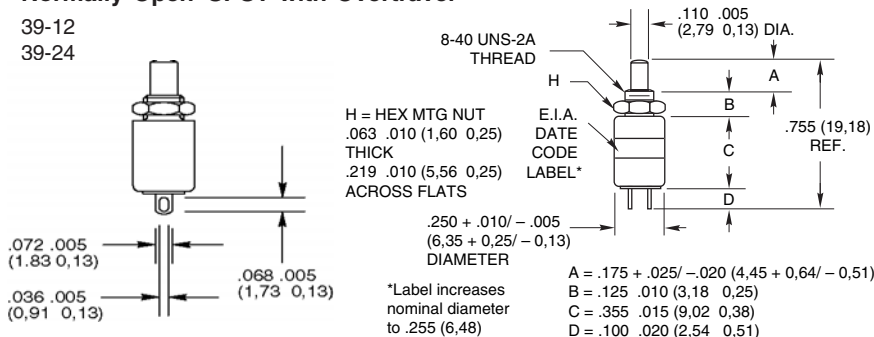 39-12
39-24
8-40 UNS-2A
THREAD
H
.110 .005
(2,79 0,13) DIA.
A
B
C
D
.755 (19,18)
REF.
H = HEX MTG NUT
.063 .010 (1,60 0,25)
THICK
.219 .010 (5,56 0,25)
ACROSS FLATS
E.I.A.
DATE
CODE
LABEL*
.072 .005
(1.83 0,13)
.036 .005
(0,91 0,13)
.068 .005
(1,73 0,13)
.250 + .010/ – .005
(6,35 + 0,25/ – 0,13)
DIAMETER
*Label increases
nominal diameter
to .255 (6,48)
A = .175 + .025/ –.020 (4,45 + 0,64/ – 0,51)
B = .125 .010 (3,18 0,25)
C = .355 .015 (9,02 0,38)
D = .100 .020 (2,54 0,51)